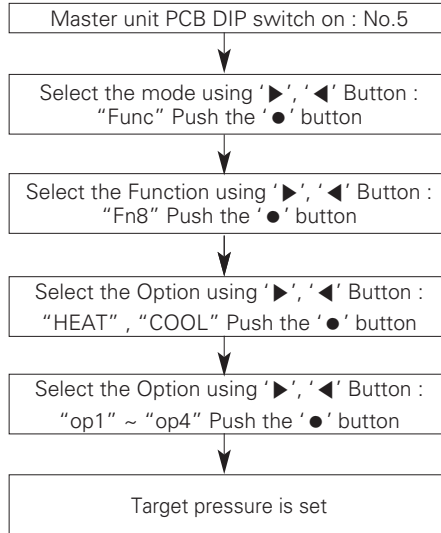 Master unit PCB DIP switch on : No.5
Select the mode using ‘▶’, ‘◀’ Button :
“Func” Push the ‘●’ button
Select the Function using ‘▶’, ‘◀’ Button :
“Fn8” Push the ‘●’ button
Select the Option using ‘▶’, ‘◀’ Button :
“HEAT” , “COOL” Push the ‘●’ button
Select the Option using ‘▶’, ‘◀’ Button :
“op1” ~ “op4” Push the ‘●’ button
Target pressure is set